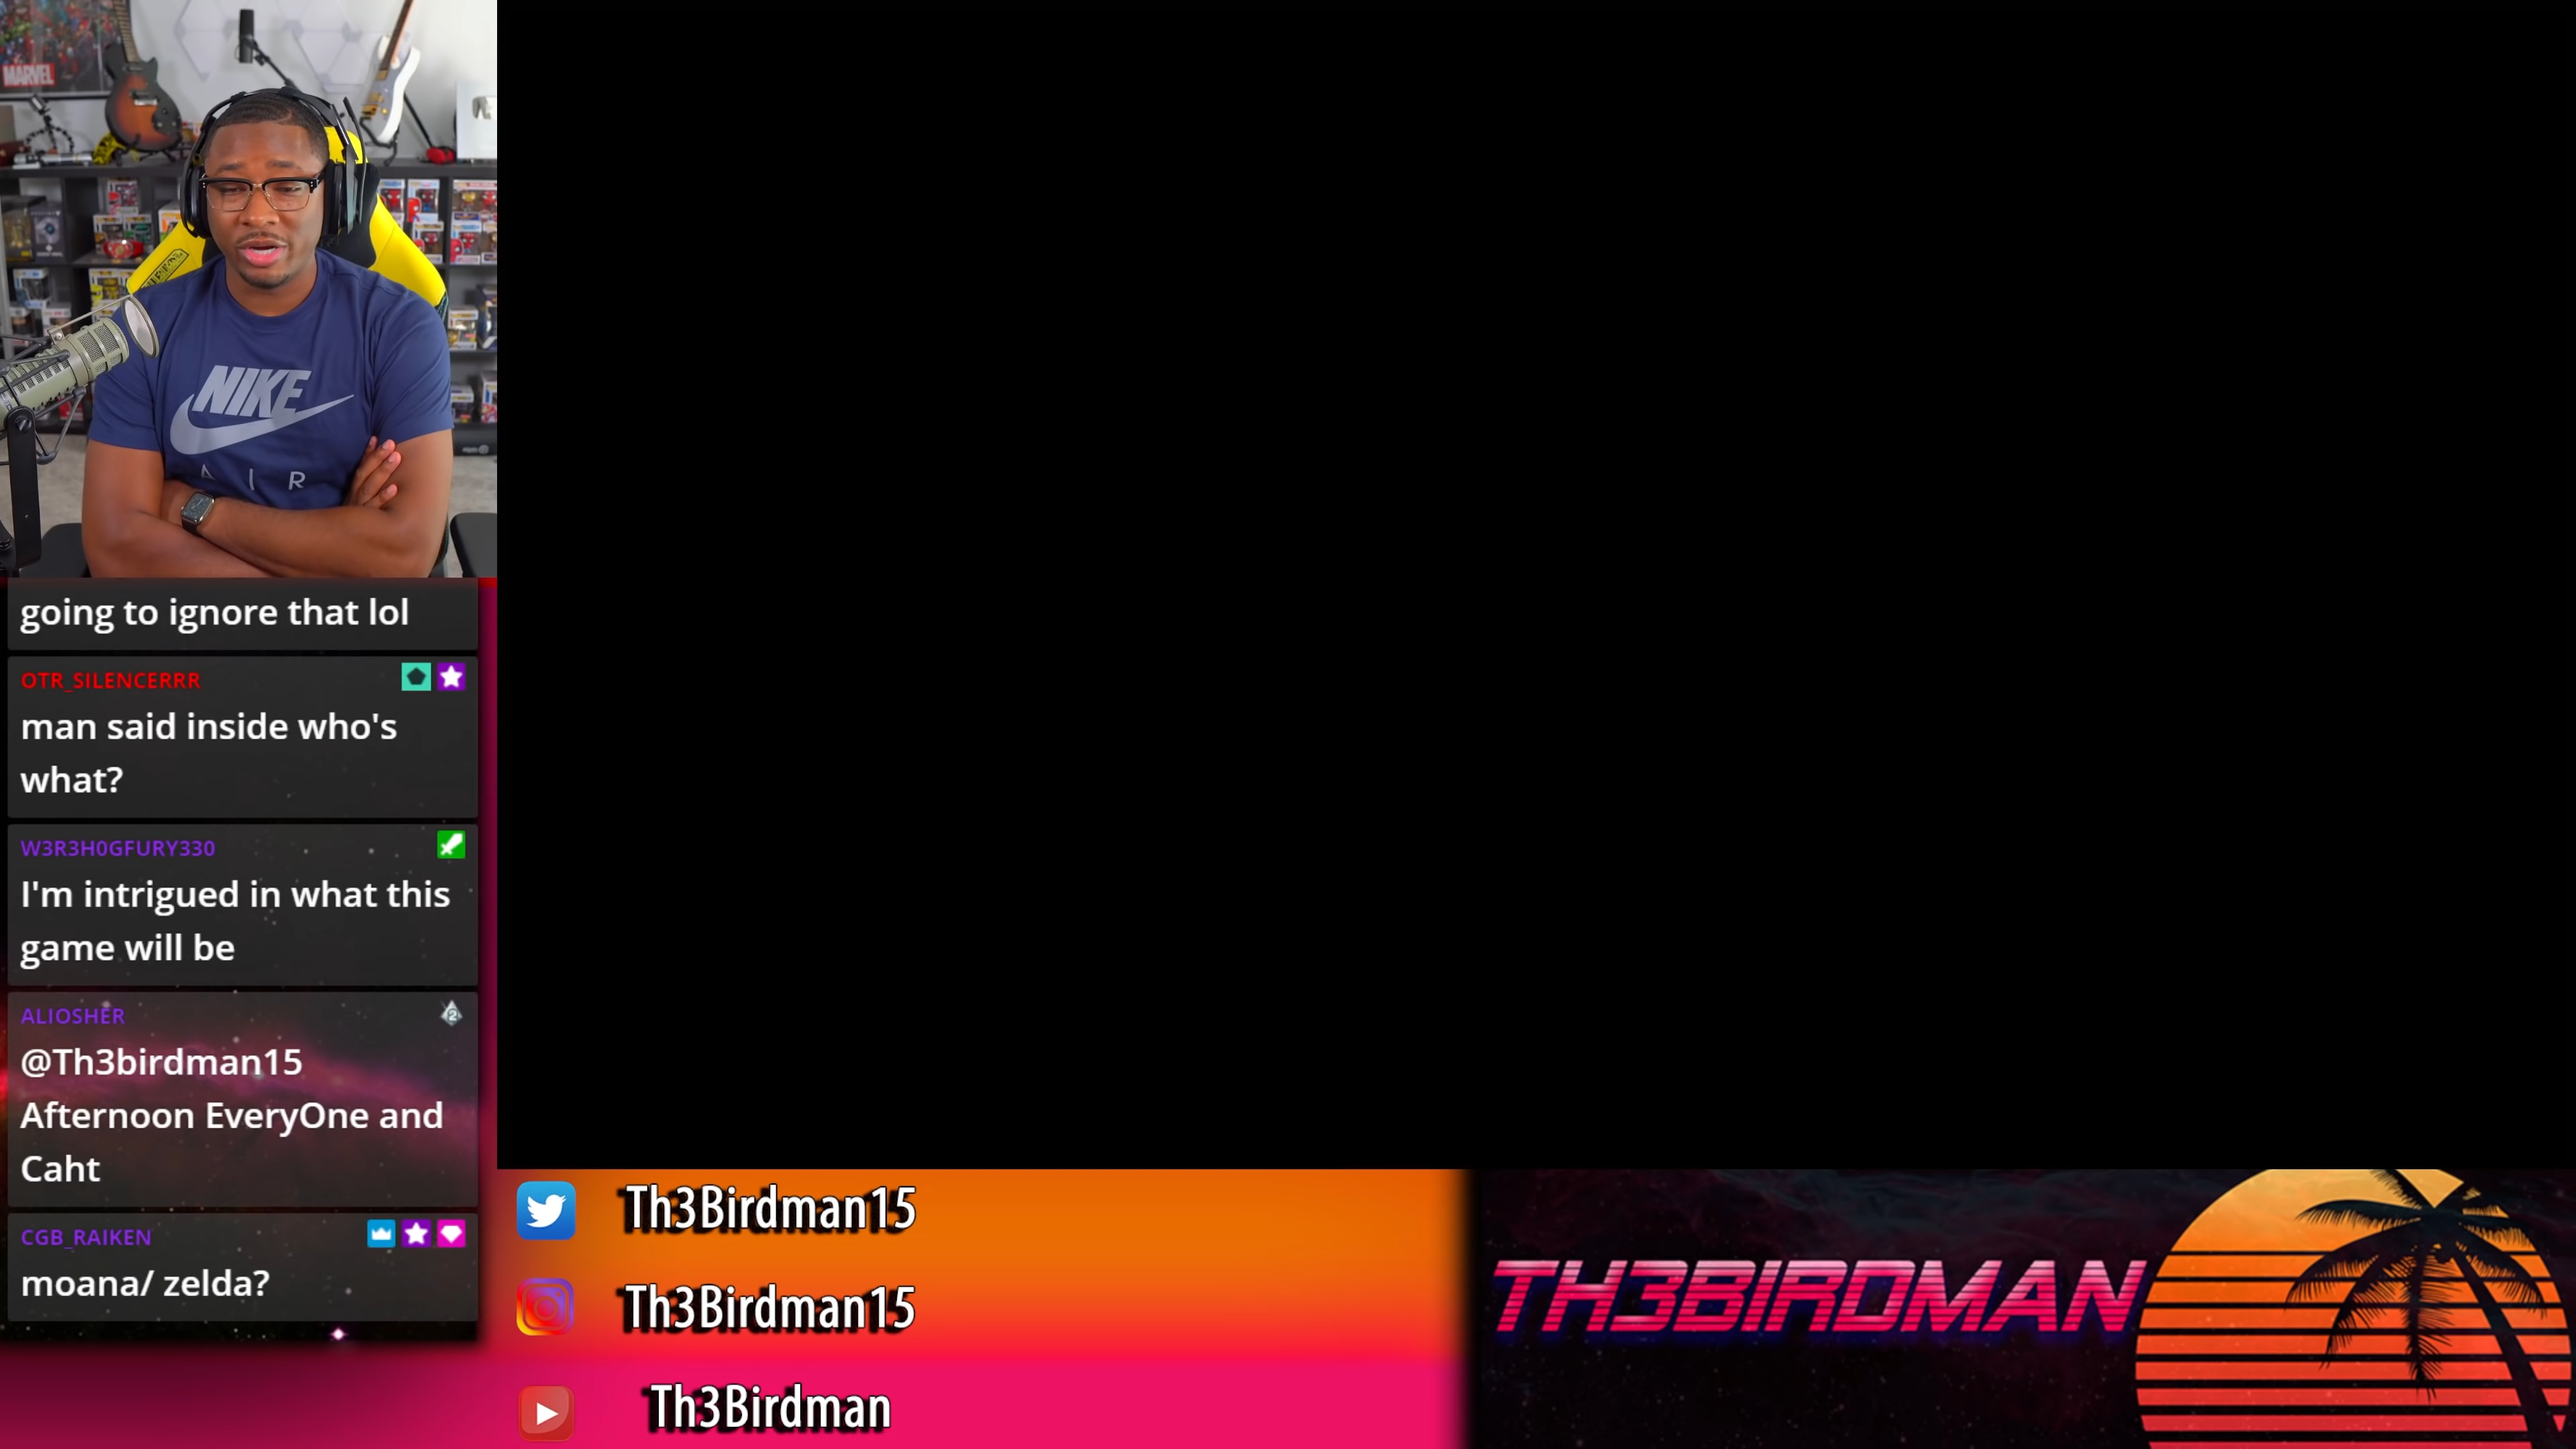 MARVEL
NIKE
AIR
going to ignore that lol
OTR_SILENCERRR
man said inside who's
what?
W3R3H0GFURY330
I'm intrigued in what this
game will be
ALIOSHER
2
@Th3birdman15
Afternoon EveryOne and
Caht
CGB_RAIKEN
moana/ zelda?
Th3Birdman15
Th3Birdman15
Th3Birdman
TH3BIRDMAN